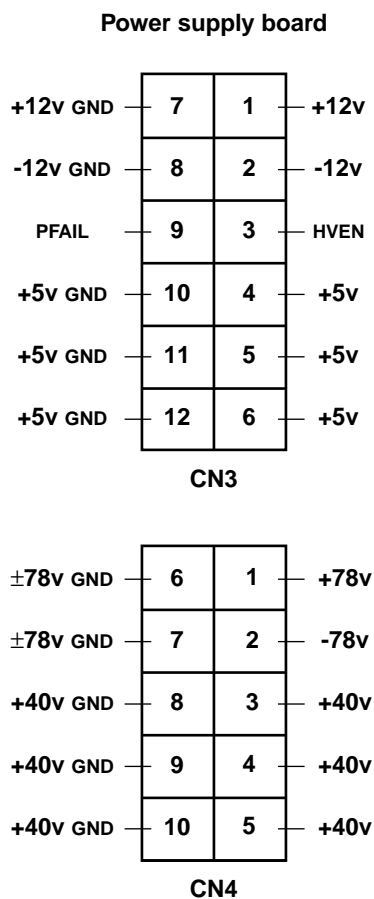 Power supply board
+12v GND 7 1 +12v
-12v GND 8 2 -12v
PFAIL 9 3 HVEN
+5v GND 10 4 +5v
+5v GND 11 5 +5v
+5v GND 12 6 +5v
CN3
±78v GND 6 1 +78v
±78v GND 7 2 -78v
+40v GND 8 3 +40v
+40v GND 9 4 +40v
+40v GND 10 5 +40v
CN4